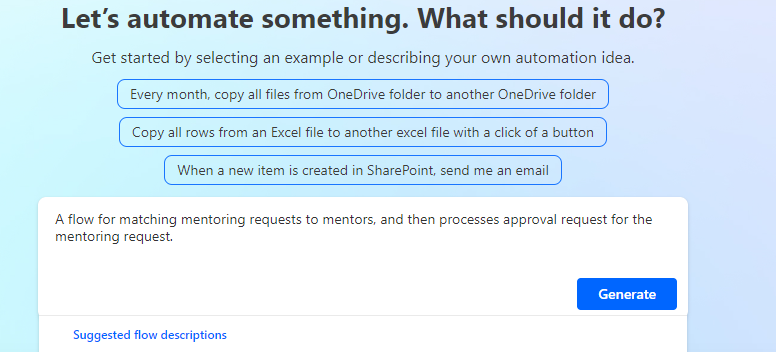 Let’s automate something. What should it do?
Get started by selecting an example or describing your own automation idea.
Every month, copy all files from OneDrive folder to another OneDrive folder
Copy all rows from an Excel file to another excel file with a click of a button
When a new item is created in SharePoint, send me an email
A flow for matching mentoring requests to mentors, and then processes approval request for the
mentoring request.
Generate
Suggested flow descriptions